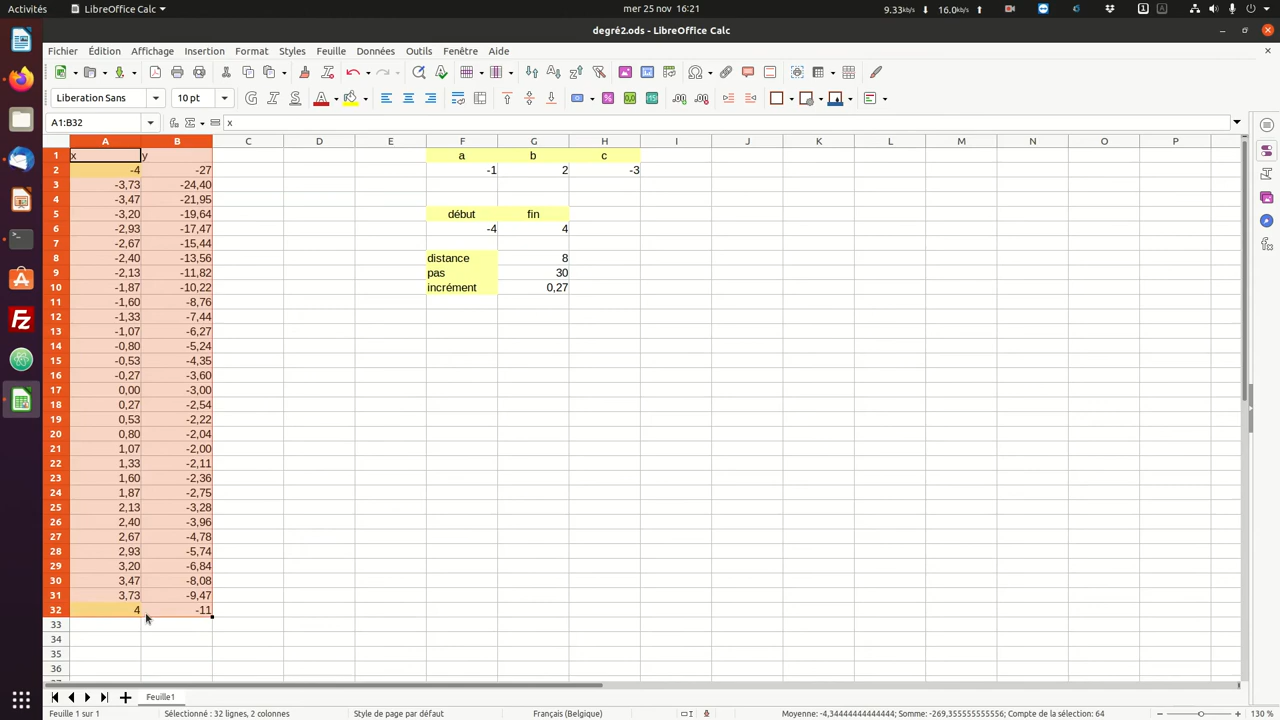 Activités LibreOffice Calc mer 25 nov 16:21 9.33kb/s 16.0kb/s 1 A
degré2.ods - LibreOffice Calc
Fichier Édition Affichage Insertion Format Styles Feuille Données Outils Fenêtre Aide
Liberation Sans 10 pt
A1:B32 x
A B C D E F G H I J K L M N O P
1 x y a b c
2 -4 -27 -1 2 -3
3 -3,73 -24,40
4 -3,47 -21,95
5 -3,20 -19,64 début fin
6 -2,93 -17,47 -4 4
7 -2,67 -15,44
8 -2,40 -13,56 distance 8
9 -2,13 -11,82 pas 30
10 -1,87 -10,22 incrément 0,27
11 -1,60 -8,76
12 -1,33 -7,44
13 -1,07 -6,27
14 -0,80 -5,24
15 -0,53 -4,35
16 -0,27 -3,60
17 0,00 -3,00
18 0,27 -2,54
19 0,53 -2,22
20 0,80 -2,04
21 1,07 -2,00
22 1,33 -2,11
23 1,60 -2,36
24 1,87 -2,75
25 2,13 -3,28
26 2,40 -3,96
27 2,67 -4,78
28 2,93 -5,74
29 3,20 -6,84
30 3,47 -8,08
31 3,73 -9,47
32 4 -11
33
34
35
36
Feuille1
Feuille 1 sur 1 Sélectionné : 32 lignes, 2 colonnes Style de page par défaut Français (Belgique) Moyenne: -4,34444444444444; Somme: -269,355555555556; Compte de la sélection: 64 130 %